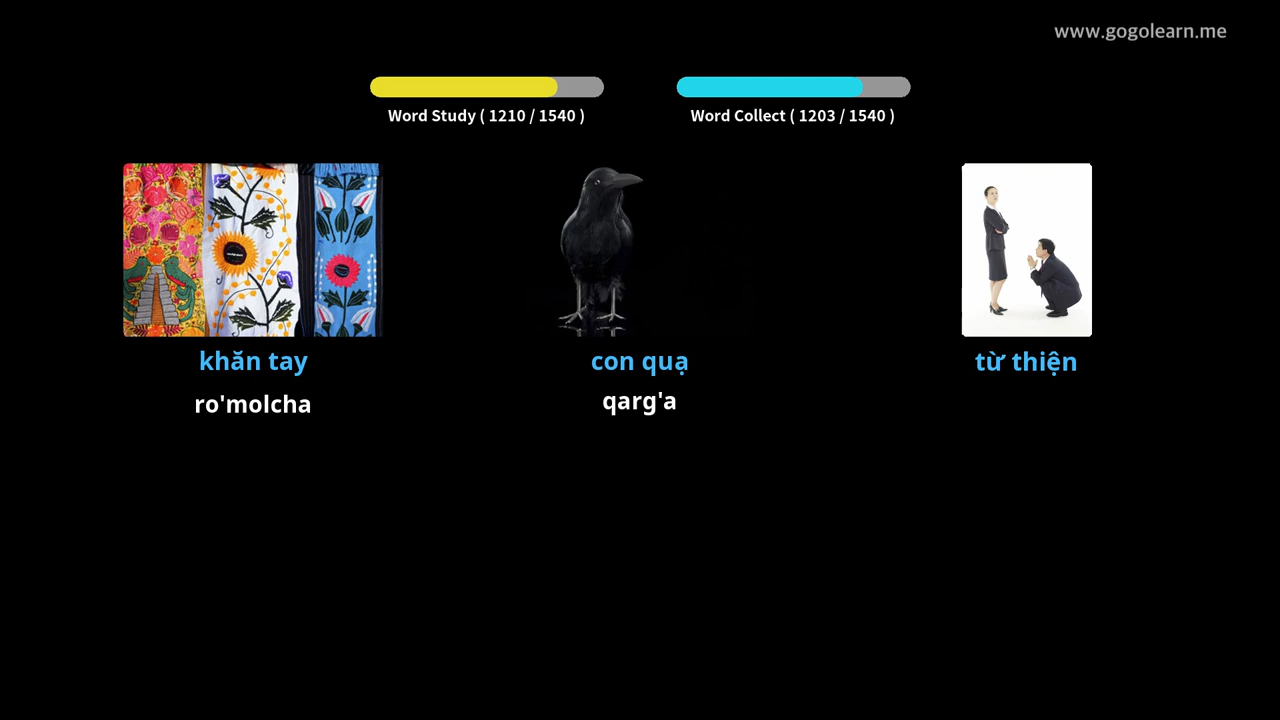 www.gogolearn.me
Word Study ( 1210 / 1540 )
Word Collect ( 1203 / 1540 )
khăn tay
con quạ
từ thiện
ro'molcha
qarg'a